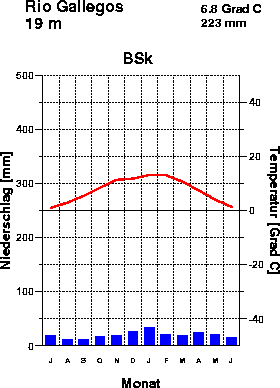 Rio Gallegos
6.8 Grad C
19 m
223 mm
BSk
500
400
300
200
100
0
40
20
0
-20
-40
Niederschlag [mm]
Temperatur [Grad C]
J A S O N D J F M A M J
Monat